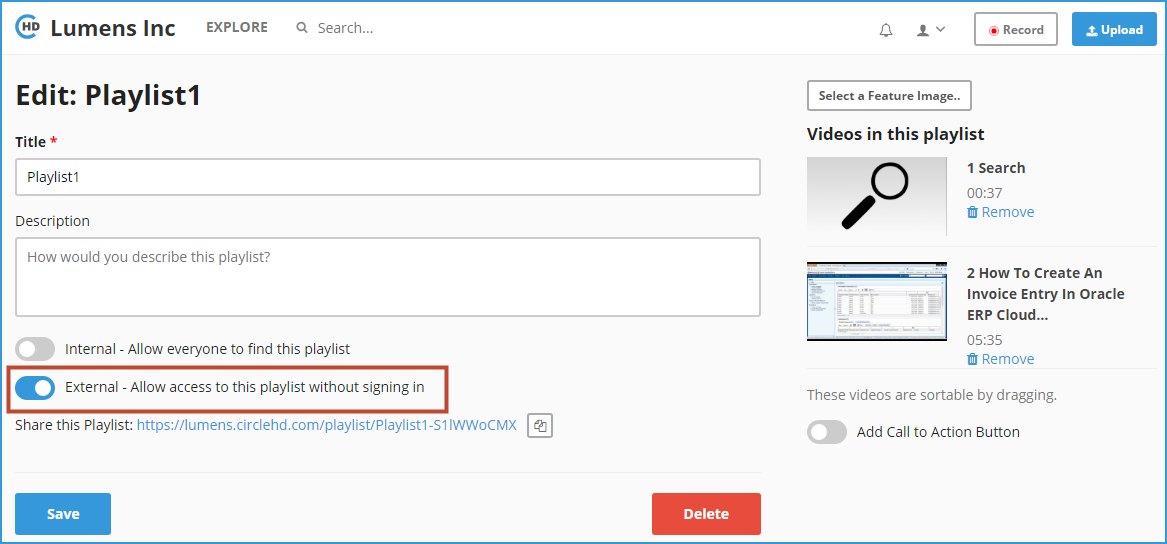 HD Lumens Inc EXPLORE Search... Record Upload
Edit: Playlist1
Title *
Playlist1
Description
How would you describe this playlist?
Internal - Allow everyone to find this playlist
External - Allow access to this playlist without signing in
Share this Playlist: https://lumens.circlehd.com/playlist/Playlist1-S1lWWoCMX
Save Delete
Select a Feature Image..
Videos in this playlist
1 Search
00:37
Remove
2 How To Create An
Invoice Entry In Oracle
ERP Cloud...
05:35
Remove
These videos are sortable by dragging.
Add Call to Action Button